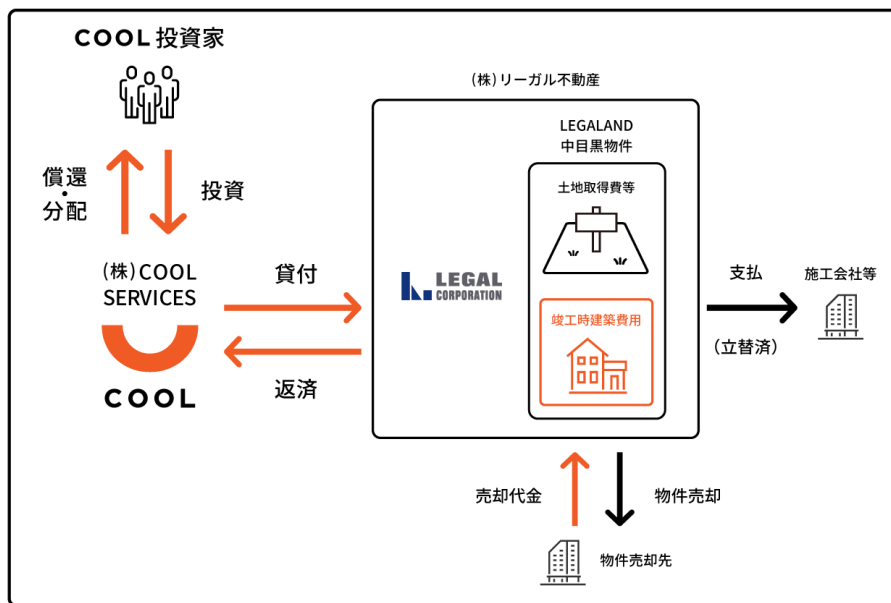 COOL 投資家
償還
・
分配
投資
(株)COOL
SERVICES
COOL
貸付
返済
(株)リーガル不動産
LEGALAND
中目黒物件
土地取得費等
LEGAL
CORPORATION
竣工時建築費用
支払
(立替済)
施工会社等
売却代金
物件売却
物件売却先